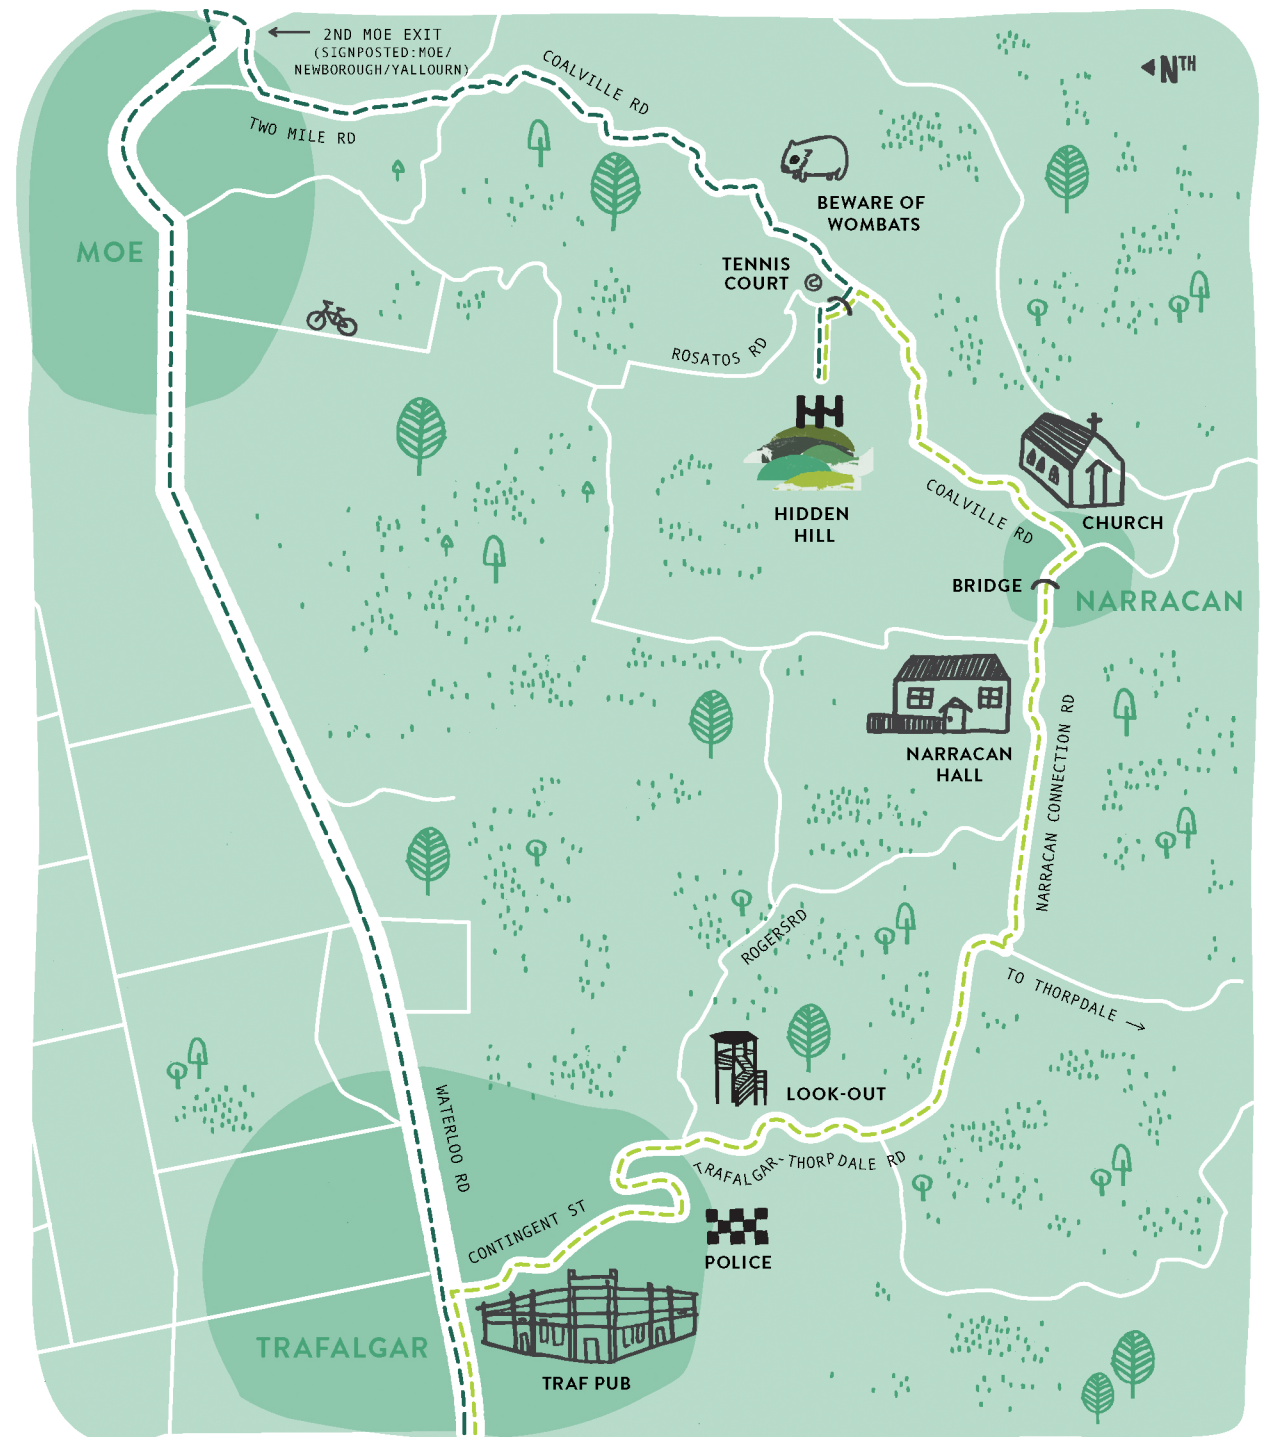 2ND MOE EXIT
(SIGNPOSTED:MOE/
NEWBOROUGH/YALLOURN)
COALVILLE RD
NTH
TWO MILE RD
BEWARE OF
WOMBATS
MOE
TENNIS
COURT
ROSATOS RD
HIDDEN
HILL
COALVILLE RD
CHURCH
BRIDGE
NARRACAN
NARRACAN
HALL
NARRACAN CONNECTION RD
ROGERSRD
TO THORPDALE →
LOOK-OUT
WATERLOO RD
TRAFALGAR-THORPDALE RD
CONTINGENT ST
POLICE
TRAFALGAR
TRAF PUB